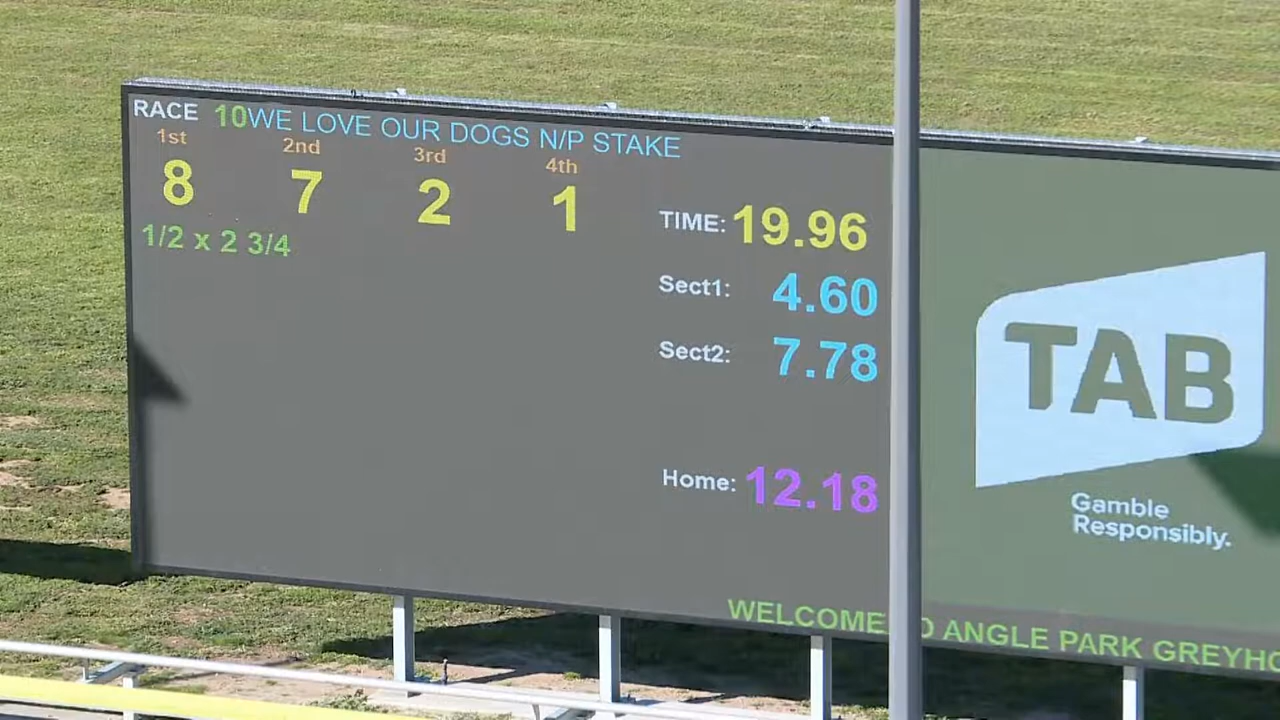 RACE 10WE LOVE OUR DOGS N/P STAKE
1st 2nd 3rd 4th
8 7 2 1
1/2 x 2 3/4
TIME: 19.96
Sect1: 4.60
Sect2: 7.78
Home: 12.18
TAB
Gamble
Responsibly.
WELCOME ANGLE PARK